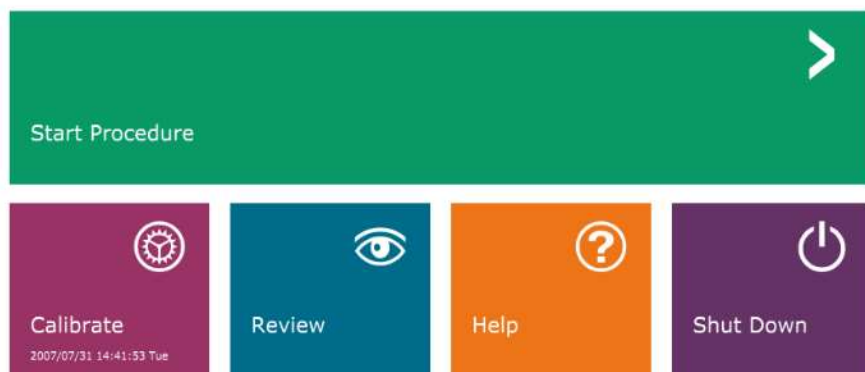 Start Procedure
Calibrate
2007/07/31 14:41:53 Tue
Review
Help
Shut Down